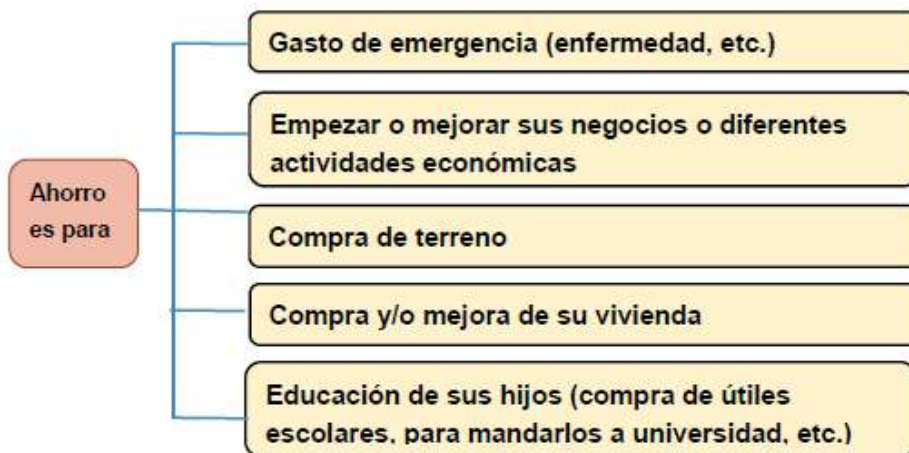 Ahorro
es para
Gasto de emergencia (enfermedad, etc.)
Empezar o mejorar sus negocios o diferentes
actividades económicas
Compra de terreno
Compra y/o mejora de su vivienda
Educación de sus hijos (compra de útiles
escolares, para mandarlos a universidad, etc.)